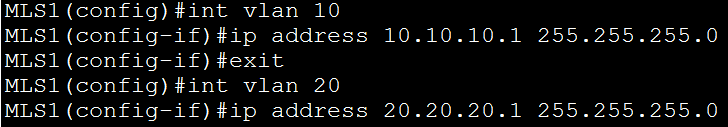 MLS1(config)#int vlan 10
MLS1(config-if)#ip address 10.10.10.1 255.255.255.0
MLS1(config-if)#exit
MLS1(config)#int vlan 20
MLS1(config-if)#ip address 20.20.20.1 255.255.255.0